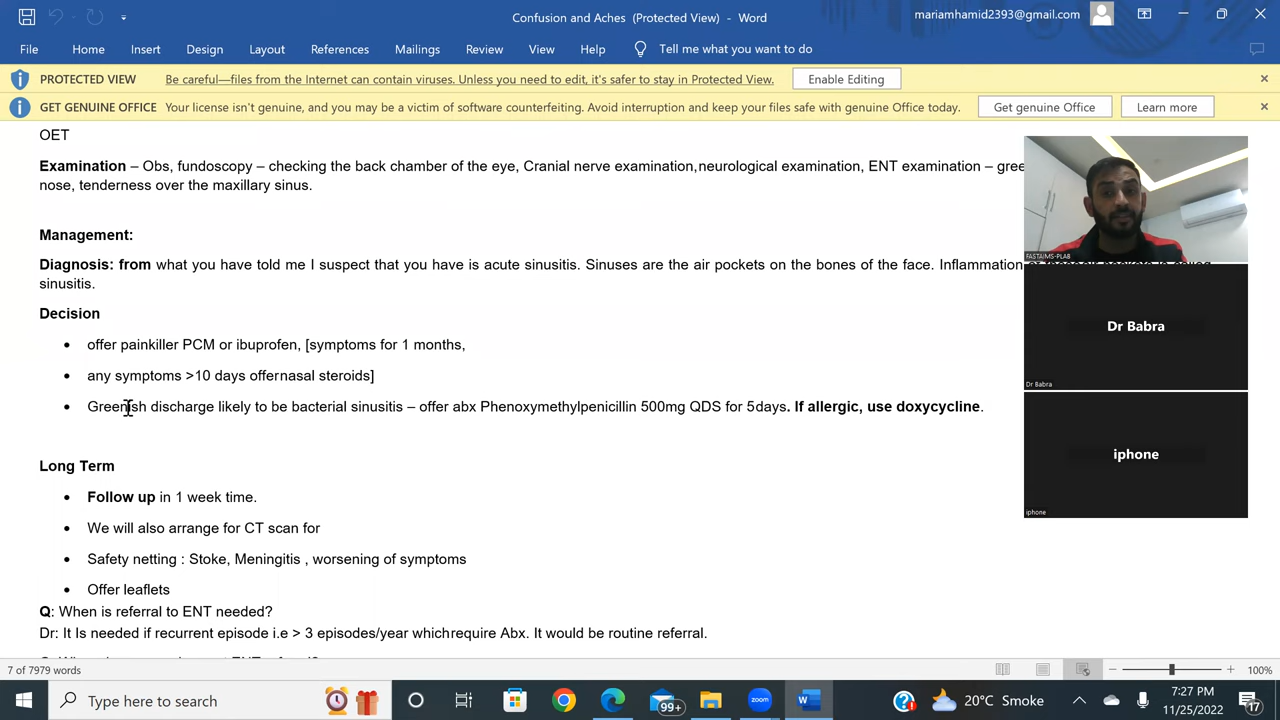 Confusion and Aches (Protected View) - Word
mariamhamid2393@gmail.com
File Home Insert Design Layout References Mailings Review View Help Tell me what you want to do
PROTECTED VIEW Be careful—files from the Internet can contain viruses. Unless you need to edit, it's safer to stay in Protected View. Enable Editing
GET GENUINE OFFICE Your license isn't genuine, and you may be a victim of software counterfeiting. Avoid interruption and keep your files safe with genuine Office today. Get genuine Office Learn more
OET
Examination – Obs, fundoscopy – checking the back chamber of the eye, Cranial nerve examination,neurological examination, ENT examination –
nose, tenderness over the maxillary sinus.
Management:
Diagnosis: from what you have told me I suspect that you have is acute sinusitis. Sinuses are the air pockets on the bones of the face. Inflammation
sinusitis.
Decision
• offer painkiller PCM or ibuprofen, [symptoms for 1 months,
• any symptoms >10 days offernasal steroids]
• Greenish discharge likely to be bacterial sinusitis – offer abx Phenoxymethylpenicillin 500mg QDS for 5days. If allergic, use doxycycline.
Long Term
• Follow up in 1 week time.
• We will also arrange for CT scan for
• Safety netting : Stoke, Meningitis , worsening of symptoms
• Offer leaflets
Q: When is referral to ENT needed?
Dr: It Is needed if recurrent episode i.e > 3 episodes/year whichrequire Abx. It would be routine referral.
FASTAIMS-PLAB
Dr Babra
Dr Babra
iphone
iphone
7 of 7979 words
100%
Type here to search
99+
zoom
20°C Smoke
7:27 PM
11/25/2022
17